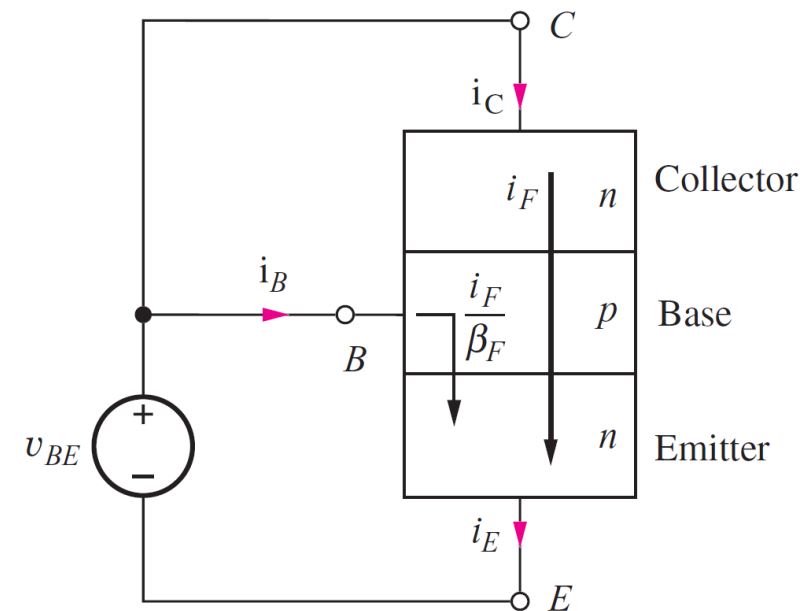 C
i_C
i_F n Collector
i_B
i_F/β_F p Base
B
+
v_BE
−
n Emitter
i_E
E